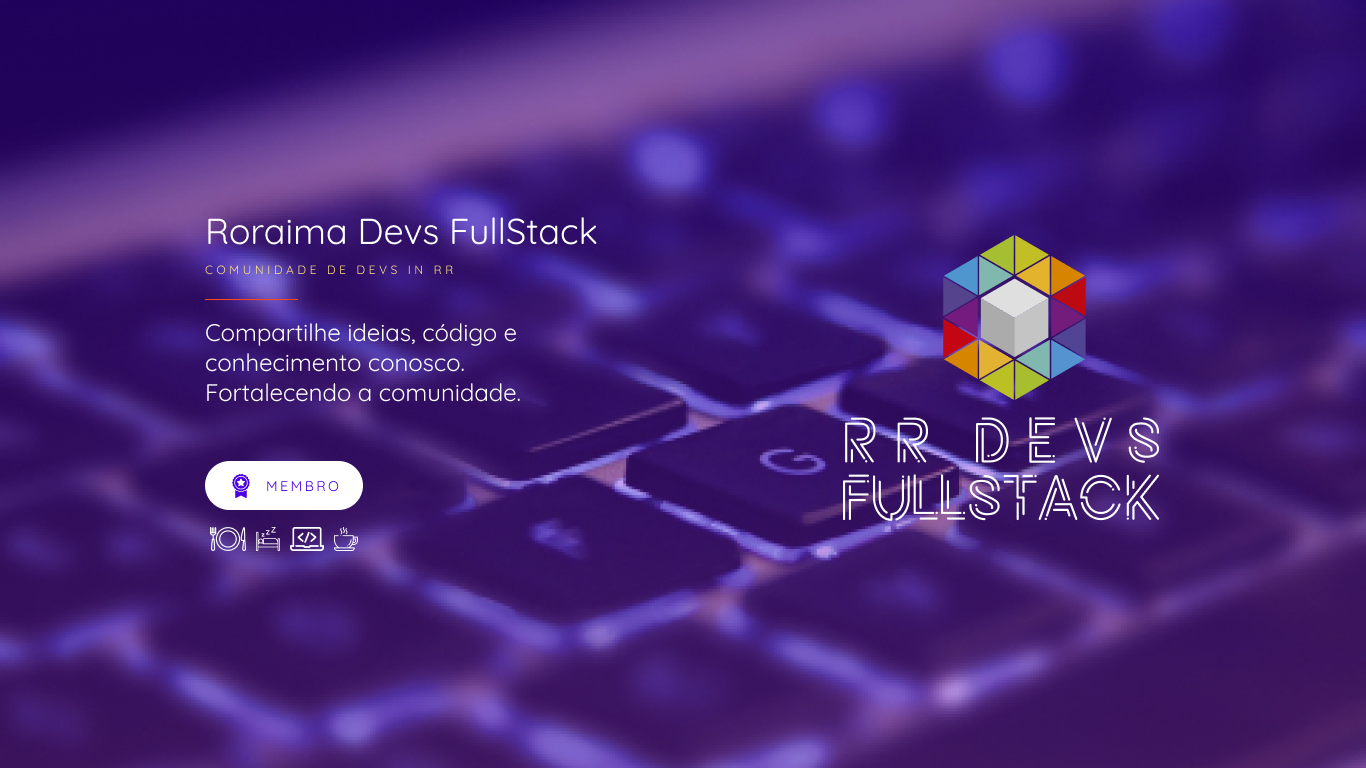 Roraima Devs FullStack
COMUNIDADE DE DEVS IN RR
Compartilhe ideias, código e
conhecimento conosco.
Fortalecendo a comunidade.
MEMBRO
zzZ
</>
RR DEVS
FULLSTACK
G